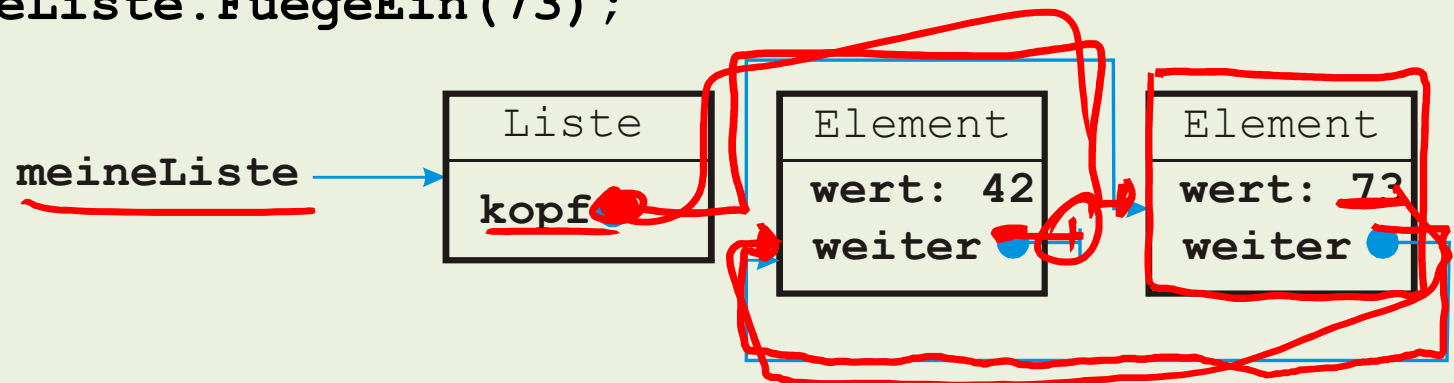 eListe.FuegeEin(73);
Liste
Element
Element
meineListe
kopf
wert: 42
wert: 73
weiter
weiter